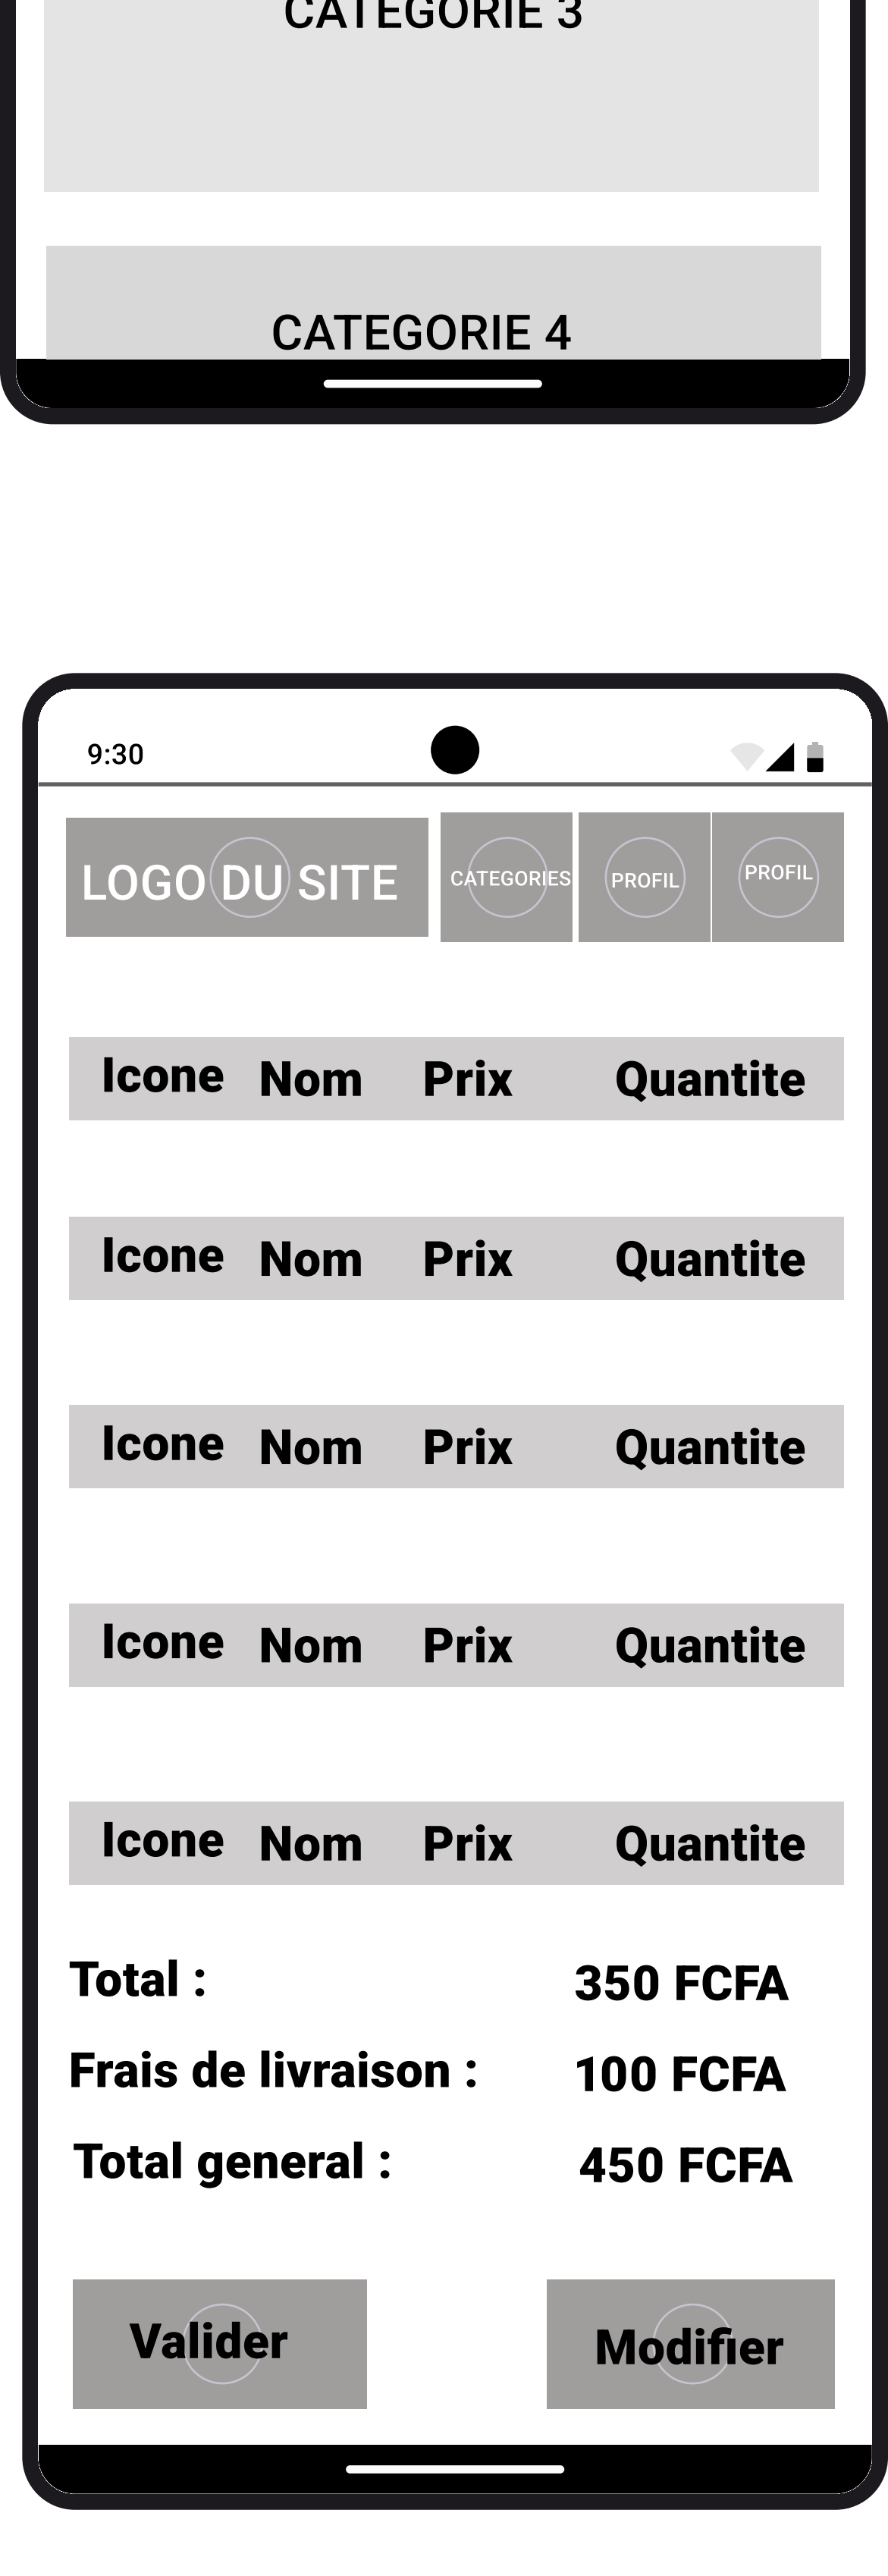 CATEGORIE 3
CATEGORIE 4
9:30
LOGO DU SITE CATEGORIES PROFIL PROFIL
Icone Nom Prix Quantite
Icone Nom Prix Quantite
Icone Nom Prix Quantite
Icone Nom Prix Quantite
Icone Nom Prix Quantite
Total : 350 FCFA
Frais de livraison : 100 FCFA
Total general : 450 FCFA
Valider Modifier